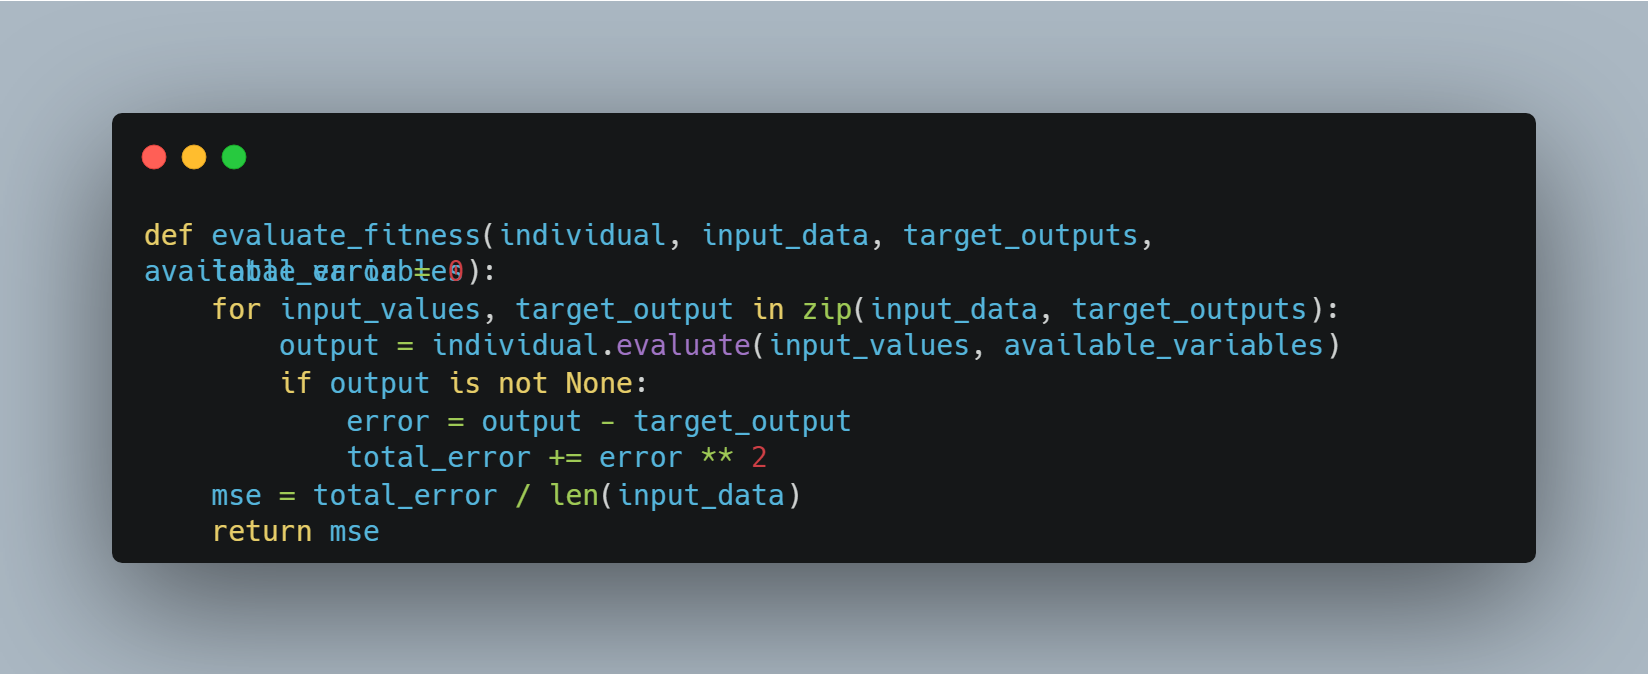 def evaluate_fitness(individual, input_data, target_outputs,
available_variables):
    total_error = 0
    for input_values, target_output in zip(input_data, target_outputs):
        output = individual.evaluate(input_values, available_variables)
        if output is not None:
            error = output - target_output
            total_error += error ** 2
    mse = total_error / len(input_data)
    return mse